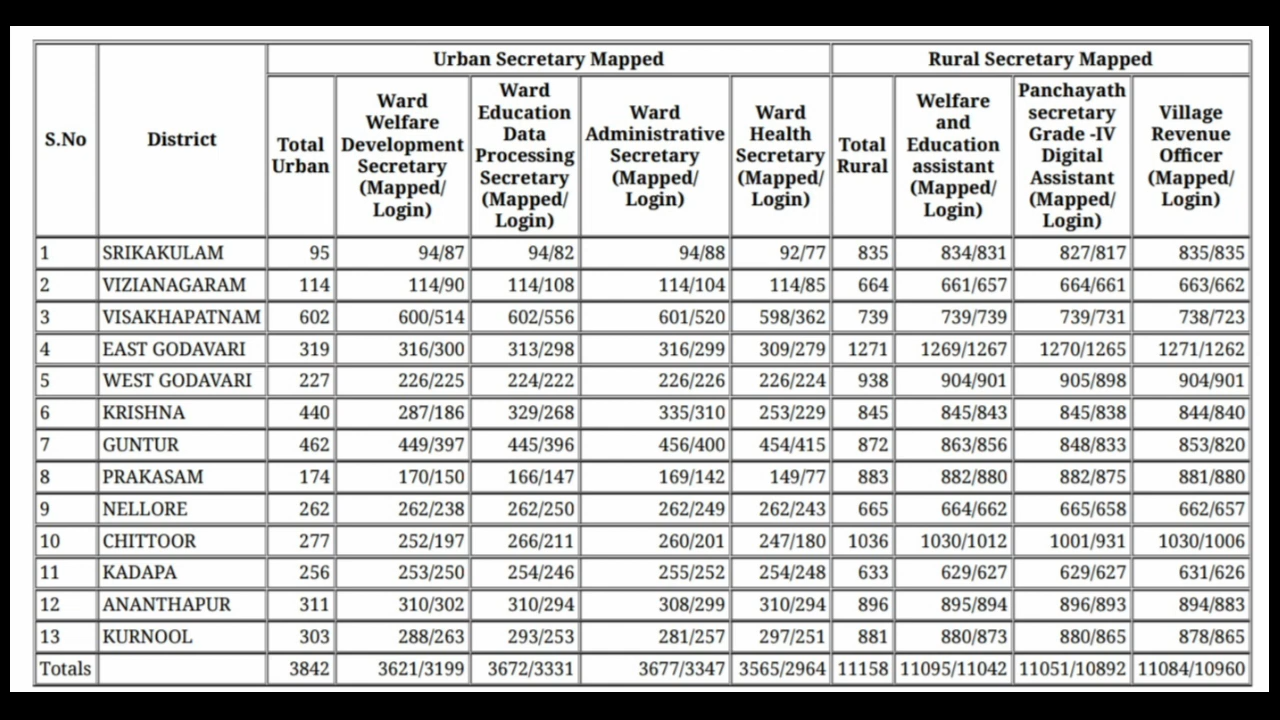 Urban Secretary Mapped Rural Secretary Mapped
S.No District Total Urban Ward Welfare Development Secretary (Mapped/ Login) Ward Education Data Processing Secretary (Mapped/ Login) Ward Administrative Secretary (Mapped/ Login) Ward Health Secretary (Mapped/ Login) Total Rural Welfare and Education assistant (Mapped/ Login) Panchayath secretary Grade -IV Digital Assistant (Mapped/ Login) Village Revenue Officer (Mapped/ Login)
1 SRIKAKULAM 95 94/87 94/82 94/88 92/77 835 834/831 827/817 835/835
2 VIZIANAGARAM 114 114/90 114/108 114/104 114/85 664 661/657 664/661 663/662
3 VISAKHAPATNAM 602 600/514 602/556 601/520 598/362 739 739/739 739/731 738/723
4 EAST GODAVARI 319 316/300 313/298 316/299 309/279 1271 1269/1267 1270/1265 1271/1262
5 WEST GODAVARI 227 226/225 224/222 226/226 226/224 938 904/901 905/898 904/901
6 KRISHNA 440 287/186 329/268 335/310 253/229 845 845/843 845/838 844/840
7 GUNTUR 462 449/397 445/396 456/400 454/415 872 863/856 848/833 853/820
8 PRAKASAM 174 170/150 166/147 169/142 149/77 883 882/880 882/875 881/880
9 NELLORE 262 262/238 262/250 262/249 262/243 665 664/662 665/658 662/657
10 CHITTOOR 277 252/197 266/211 260/201 247/180 1036 1030/1012 1001/931 1030/1006
11 KADAPA 256 253/250 254/246 255/252 254/248 633 629/627 629/627 631/626
12 ANANTHAPUR 311 310/302 310/294 308/299 310/294 896 895/894 896/893 894/883
13 KURNOOL 303 288/263 293/253 281/257 297/251 881 880/873 880/865 878/865
Totals 3842 3621/3199 3672/3331 3677/3347 3565/2964 11158 11095/11042 11051/10892 11084/10960